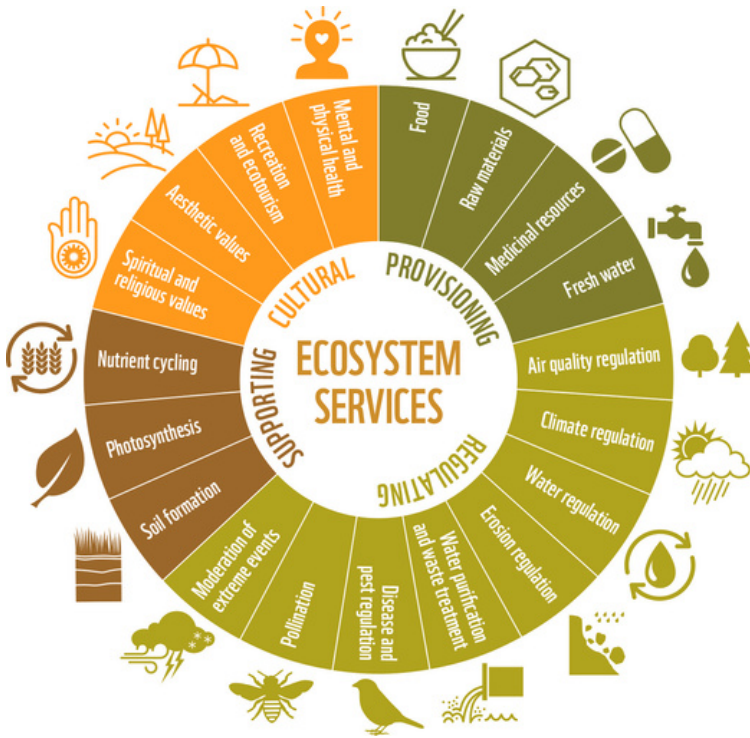 ECOSYSTEM
SERVICES
PROVISIONING
Food
Raw materials
Medicinal resources
Fresh water
REGULATING
Air quality regulation
Climate regulation
Water regulation
Erosion regulation
Water purification
and waste treatment
Disease and
pest regulation
Pollination
Moderation of
extreme events
SUPPORTING
Soil formation
Photosynthesis
Nutrient cycling
CULTURAL
Spiritual and
religious values
Aesthetic values
Recreation
and ecotourism
Mental and
physical health